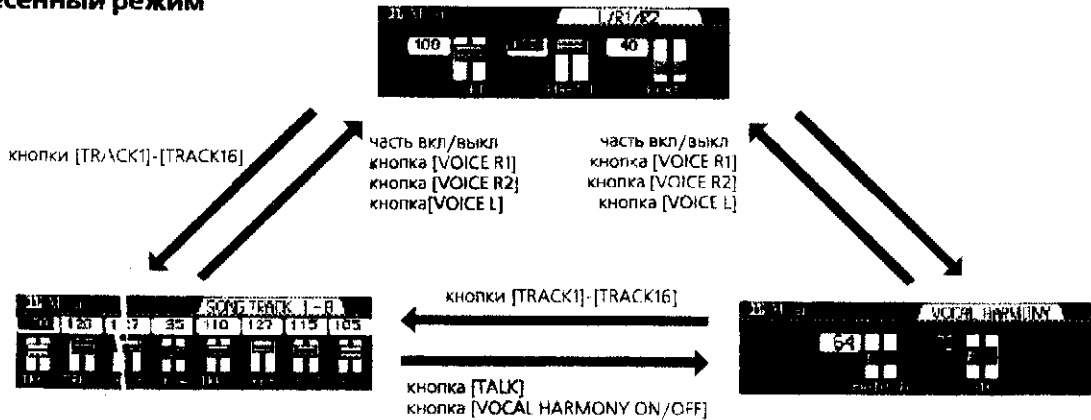 режим
L/R1/R2
100
40
кнопки [TRACK1]-[TRACK16]
часть вкл/выкл
кнопка [VOICE R1]
кнопка [VOICE R2]
кнопка[VOICE L]
часть вкл/выкл
кнопка [VOICE R1]
кнопка [VOICE R2]
кнопка [VOICE L]
SONG TRACK 1-8
120 95 110 127 115 105
кнопки [TRACK1]-[TRACK16]
VOCAL HARMONY
64
кнопка [TALK]
кнопка [VOCAL HARMONY ON/OFF]